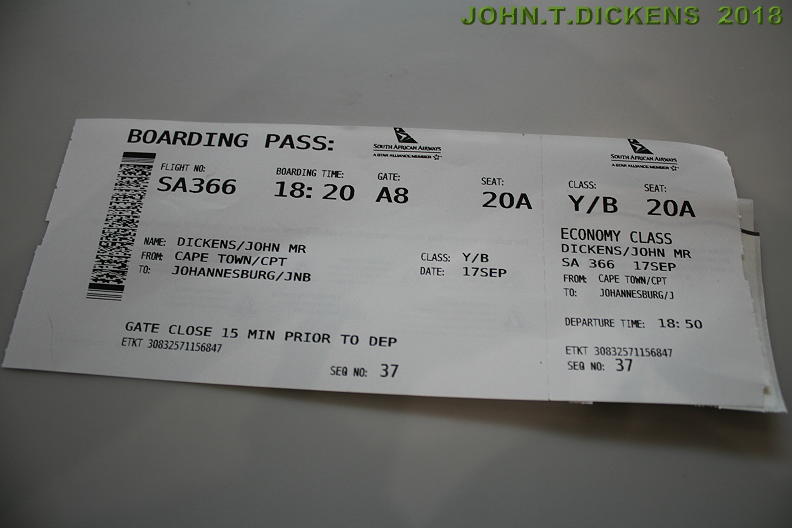 JOHN.T.DICKENS 2018
BOARDING PASS:
SOUTH AFRICAN AIRWAYS
A STAR ALLIANCE MEMBER
FLIGHT NO: BOARDING TIME: GATE: SEAT:
SA366 18:20 A8 20A
NAME: DICKENS/JOHN MR
FROM: CAPE TOWN/CPT CLASS: Y/B
TO: JOHANNESBURG/JNB DATE: 17SEP
GATE CLOSE 15 MIN PRIOR TO DEP
ETKT 30832571156847
SEQ NO: 37
SOUTH AFRICAN AIRWAYS
A STAR ALLIANCE MEMBER
CLASS: SEAT:
Y/B 20A
ECONOMY CLASS
DICKENS/JOHN MR
SA 366 17SEP
FROM: CAPE TOWN/CPT
TO: JOHANNESBURG/J
DEPARTURE TIME: 18:50
ETKT 30832571156847
SEQ NO: 37